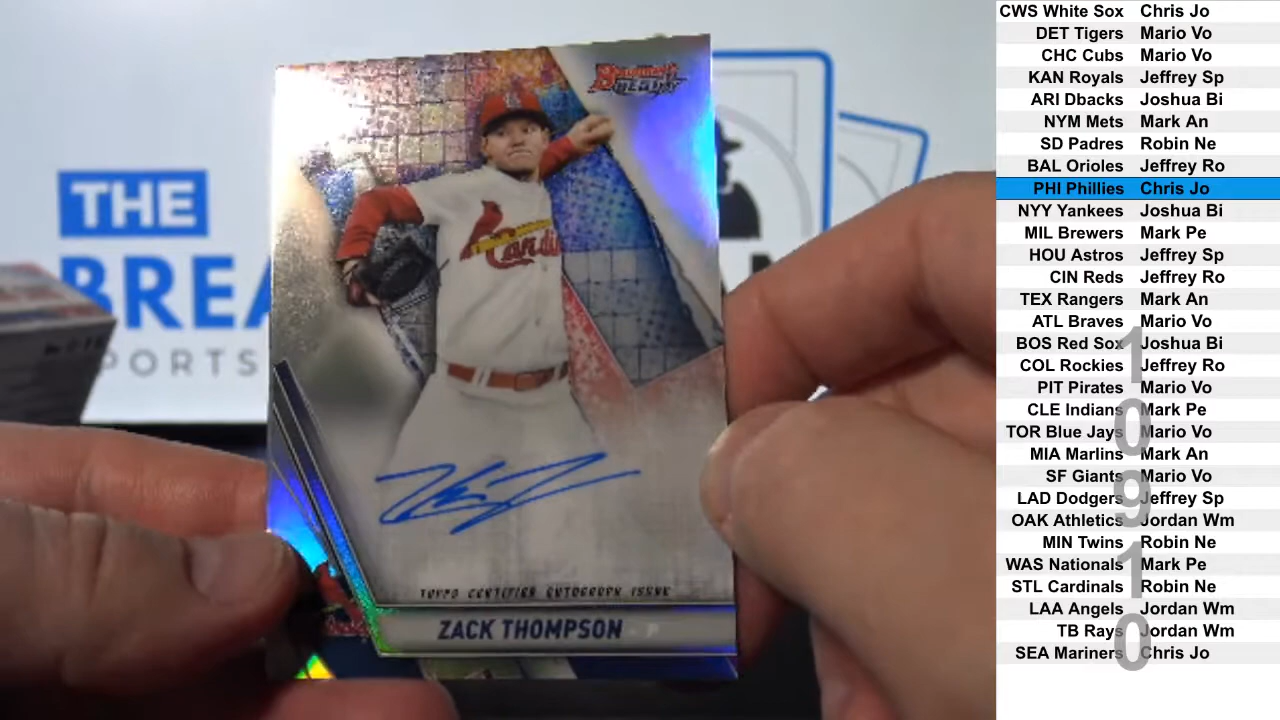 THE
BREA
PORTS
Bowman's
BEST
Cardi
TOPPS CERTIFIED AUTOGRAPH ISSUE
ZACK THOMPSON - P
CWS White Sox Chris Jo
DET Tigers Mario Vo
CHC Cubs Mario Vo
KAN Royals Jeffrey Sp
ARI Dbacks Joshua Bi
NYM Mets Mark An
SD Padres Robin Ne
BAL Orioles Jeffrey Ro
PHI Phillies Chris Jo
NYY Yankees Joshua Bi
MIL Brewers Mark Pe
HOU Astros Jeffrey Sp
CIN Reds Jeffrey Ro
TEX Rangers Mark An
ATL Braves Mario Vo
BOS Red Sox Joshua Bi
COL Rockies Jeffrey Ro
PIT Pirates Mario Vo
CLE Indians Mark Pe
TOR Blue Jays Mario Vo
MIA Marlins Mark An
SF Giants Mario Vo
LAD Dodgers Jeffrey Sp
OAK Athletics Jordan Wm
MIN Twins Robin Ne
WAS Nationals Mark Pe
STL Cardinals Robin Ne
LAA Angels Jordan Wm
TB Rays Jordan Wm
SEA Mariners Chris Jo
10910